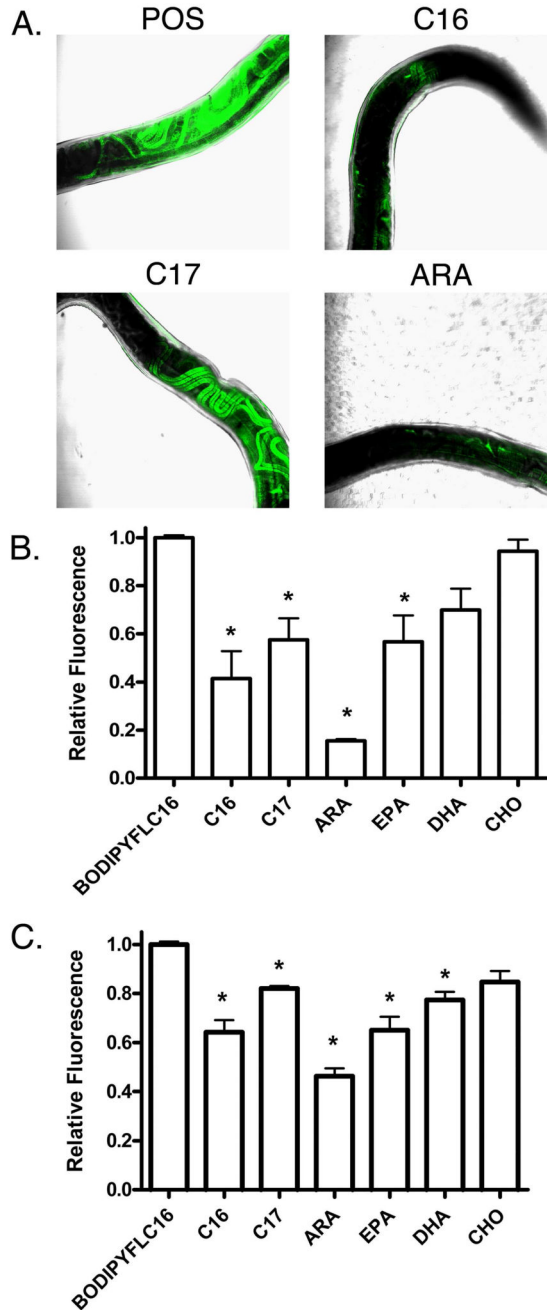 A.
POS C16
C17 ARA
B.
Relative Fluorescence
1.0
0.8
0.6
0.4
0.2
0.0
* * * *
BODIPYFLC16 C16 C17 ARA EPA DHA CHO
C.
Relative Fluorescence
1.0
0.8
0.6
0.4
0.2
0.0
* * * * *
BODIPYFLC16 C16 C17 ARA EPA DHA CHO